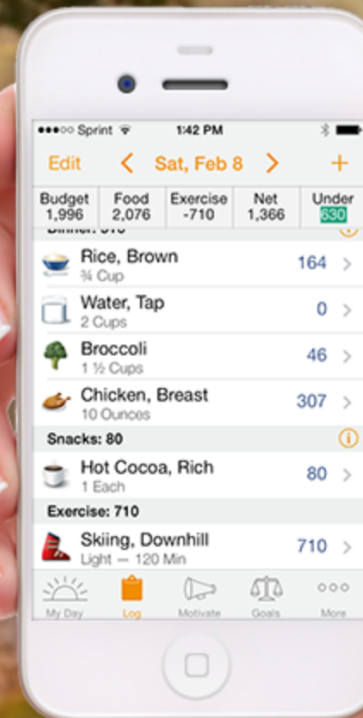 Sprint 1:42 PM
Edit Sat, Feb 8 +
Budget Food Exercise Net Under
1,996 2,076 -710 1,366 630
Rice, Brown 164
¾ Cup
Water, Tap 0
2 Cups
Broccoli 46
1 ½ Cups
Chicken, Breast 307
10 Ounces
Snacks: 80
Hot Cocoa, Rich 80
1 Each
Exercise: 710
Skiing, Downhill 710
Light — 120 Min
My Day Log Motivate Goals More